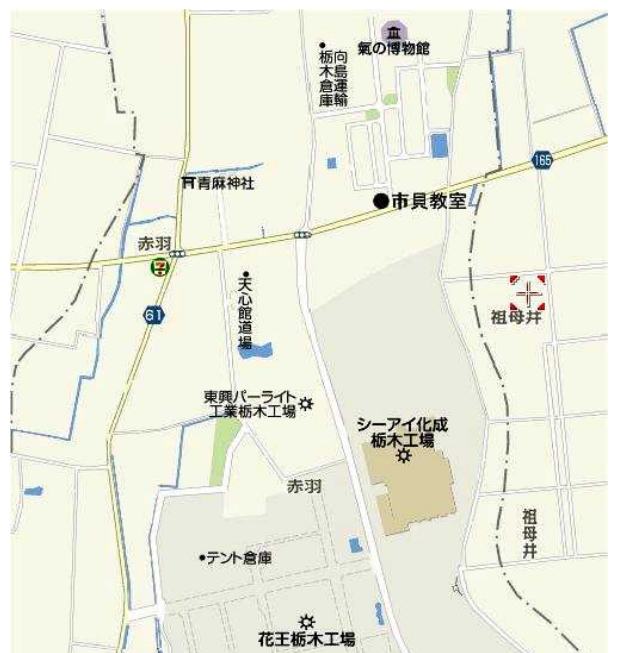 氣の博物館
向島運輸
栃木倉庫
165
青麻神社
市貝教室
赤羽
7
天心館道場
61
祖母井
東興パーライト
工業栃木工場
シーアイ化成
栃木工場
赤羽
祖母井
テント倉庫
花王栃木工場